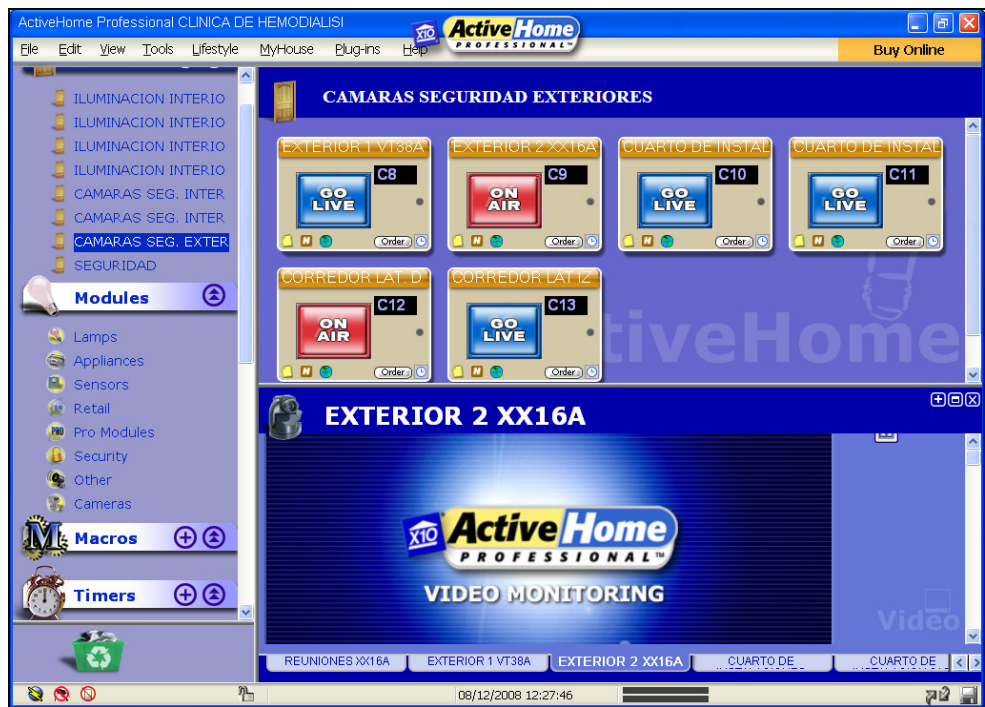 ActiveHome Professional CLINICA DE HEMODIALISI
X10 ActiveHome
PROFESSIONAL
File Edit View Tools Lifestyle MyHouse Plug-ins Help
Buy Online
ILUMINACION INTERIO
ILUMINACION INTERIO
ILUMINACION INTERIO
ILUMINACION INTERIO
CAMARAS SEG. INTER
CAMARAS SEG. INTER
CAMARAS SEG. EXTER
SEGURIDAD
Modules
Lamps
Appliances
Sensors
Retail
PRO Pro Modules
Security
Other
Cameras
M Macros
Timers
CAMARAS SEGURIDAD EXTERIORES
EXTERIOR 1 VT38A
C8
GO LIVE
Order
EXTERIOR 2 XX16A
C9
ON AIR
Order
CUARTO DE INSTAL
C10
GO LIVE
Order
CUARTO DE INSTAL
C11
GO LIVE
Order
CORREDOR LAT. D
C12
ON AIR
Order
CORREDOR LAT IZ
C13
GO LIVE
Order
tiveHome
EXTERIOR 2 XX16A
X10 ActiveHome
PROFESSIONAL™
VIDEO MONITORING
Video
REUNIONES XX16A EXTERIOR 1 VT38A EXTERIOR 2 XX16A CUARTO DE CUARTO DE
08/12/2008 12:27:46